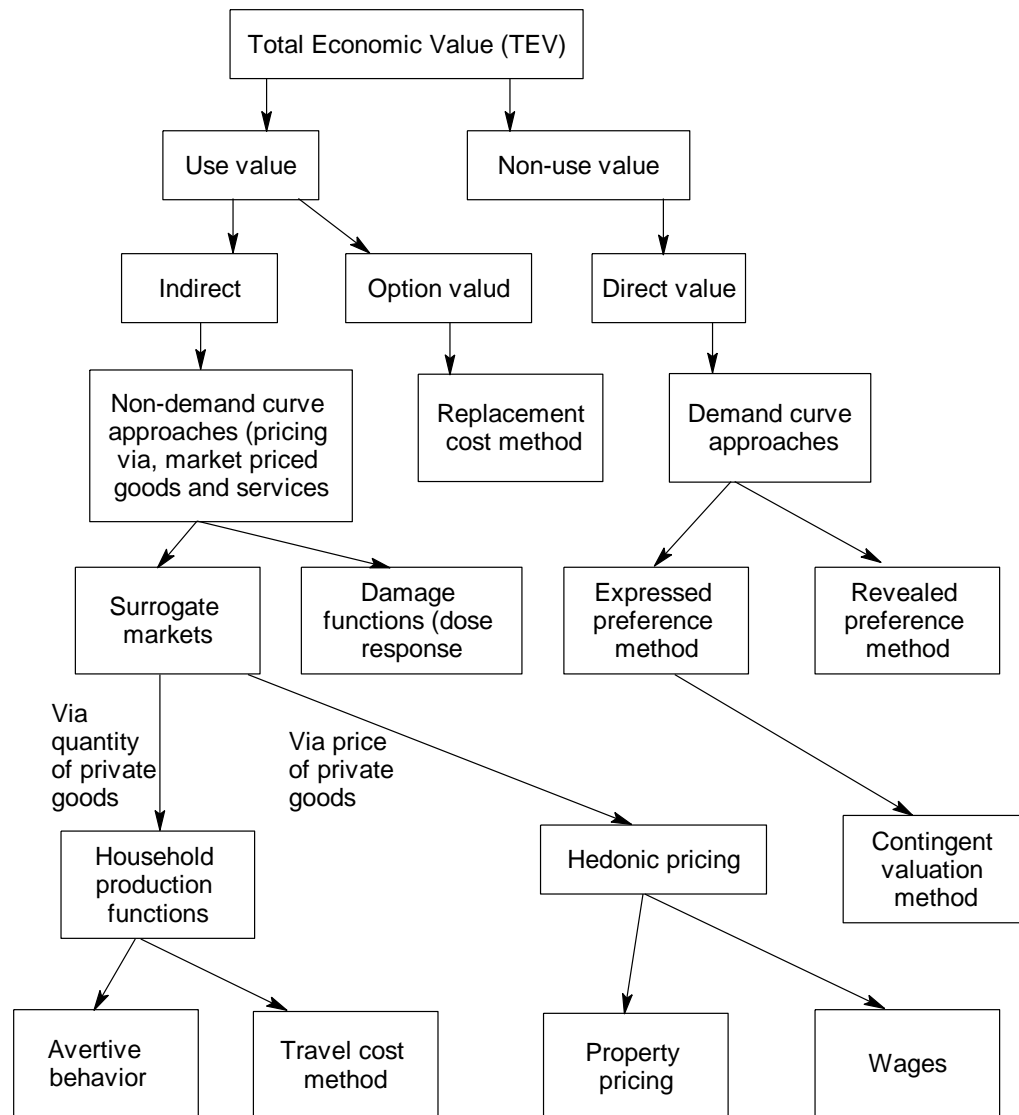 Total Economic Value (TEV)
Use value
Non-use value
Indirect
Option valud
Direct value
Non-demand curve
approaches (pricing
via, market priced
goods and services
Replacement
cost method
Demand curve
approaches
Surrogate
markets
Damage
functions (dose
response
Expressed
preference
method
Revealed
preference
method
Via
quantity
of private
goods
Via price
of private
goods
Household
production
functions
Hedonic pricing
Contingent
valuation
method
Avertive
behavior
Travel cost
method
Property
pricing
Wages